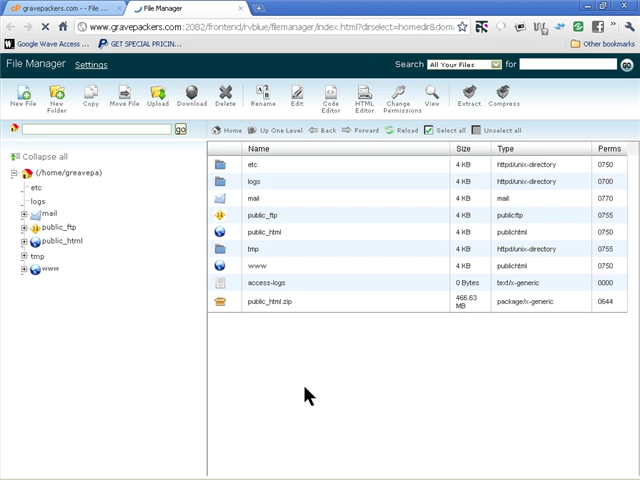 cP gravepackers.com - - File ...
File Manager
www.gravepackers.com:2082/frontend/rvblue/filemanager/index.html?dirselect=homedir&dom
Google Wave Access ...
PayPal GET SPECIAL PRICIN...
Other bookmarks
File Manager Settings
Search All Your Files for GO
New File
New Folder
Copy
Move File
Upload
Download
Delete
Rename
Edit
Code Editor
HTML Editor
Change Permissions
View
Extract
Compress
go
Home Up One Level Back Forward Reload Select all Unselect all
Collapse all
(/home/greavepa)
etc
logs
mail
public_ftp
public_html
tmp
www
Name Size Type Perms
etc 4 KB httpd/unix-directory 0750
logs 4 KB httpd/unix-directory 0700
mail 4 KB mail 0770
public_ftp 4 KB publicftp 0755
public_html 4 KB publichtml 0750
tmp 4 KB httpd/unix-directory 0755
www 4 KB publichtml 0750
access-logs 0 Bytes text/x-generic 0000
public_html.zip 466.63 MB package/x-generic 0644